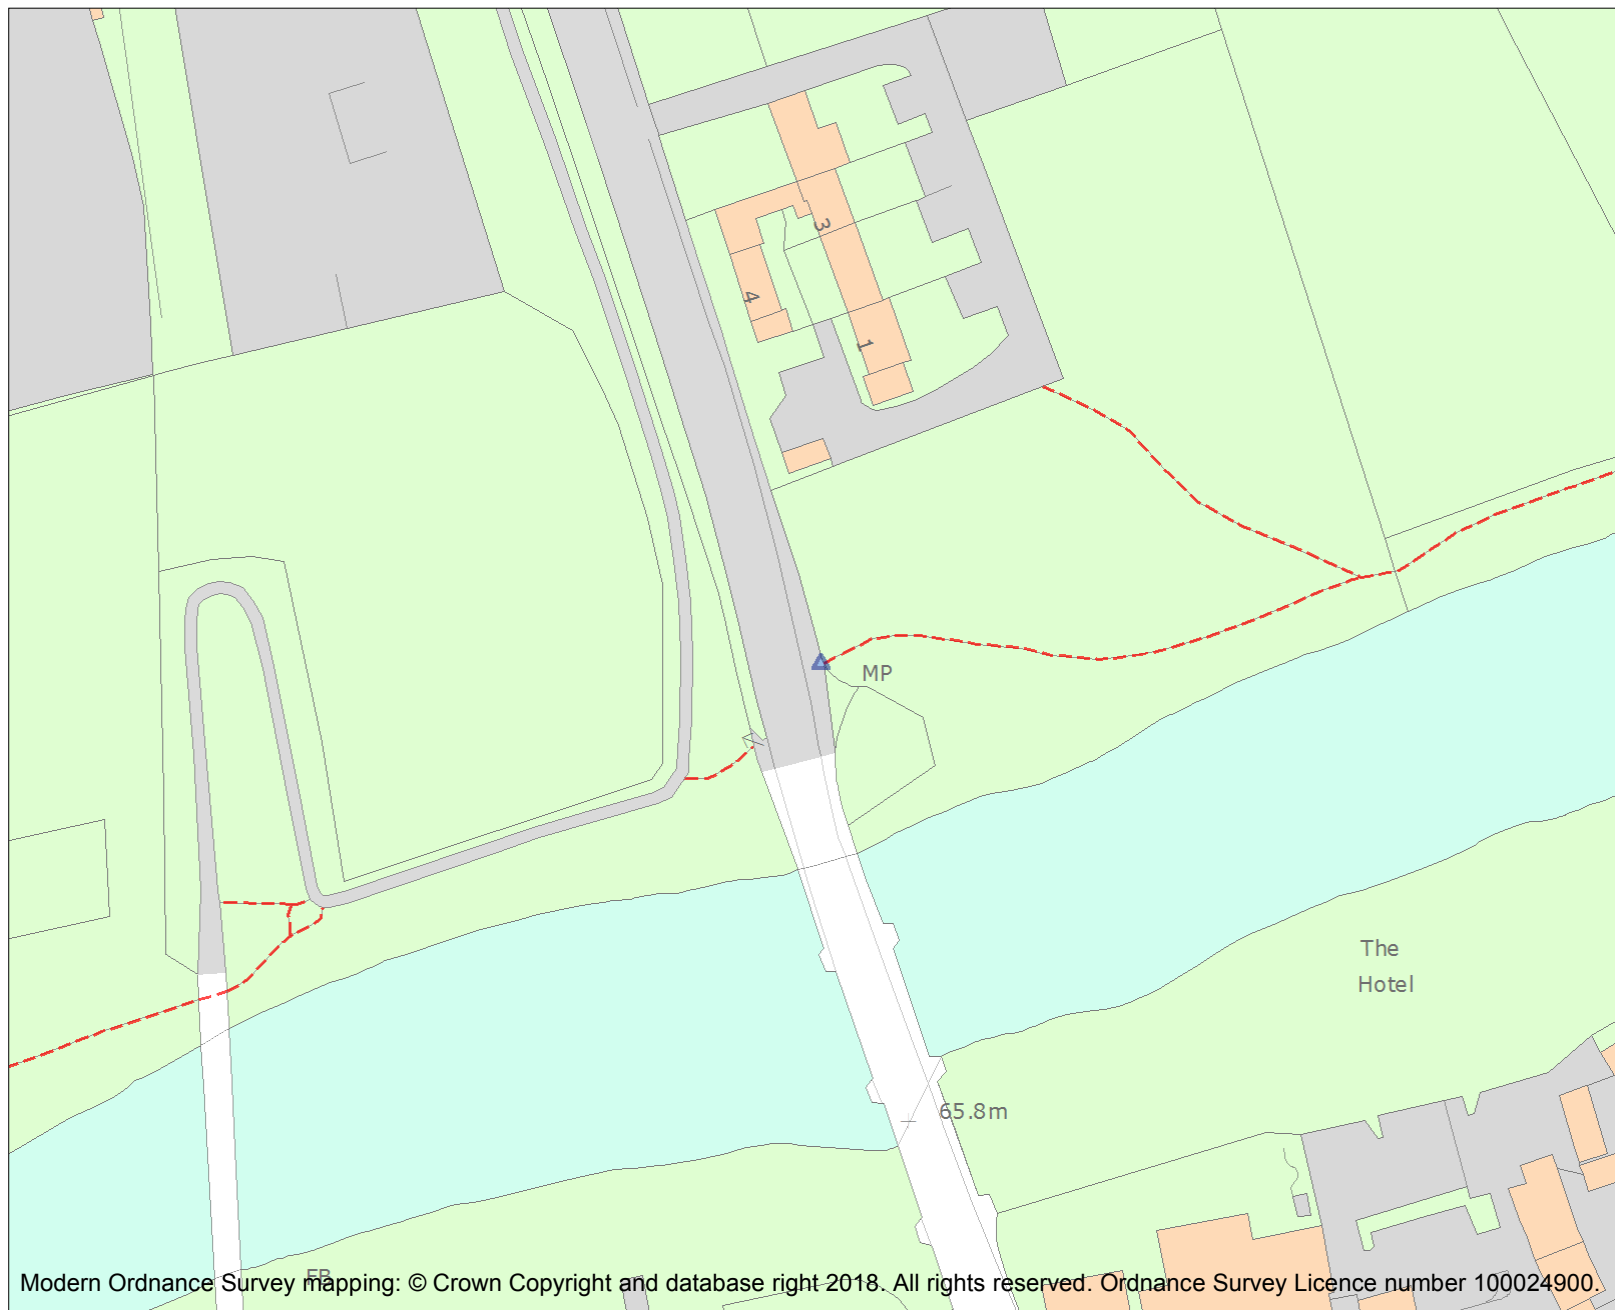 3
4
1
MP
The
Hotel
65.8m
FB
Modern Ordnance Survey mapping: © Crown Copyright and database right 2018. All rights reserved. Ordnance Survey Licence number 100024900.